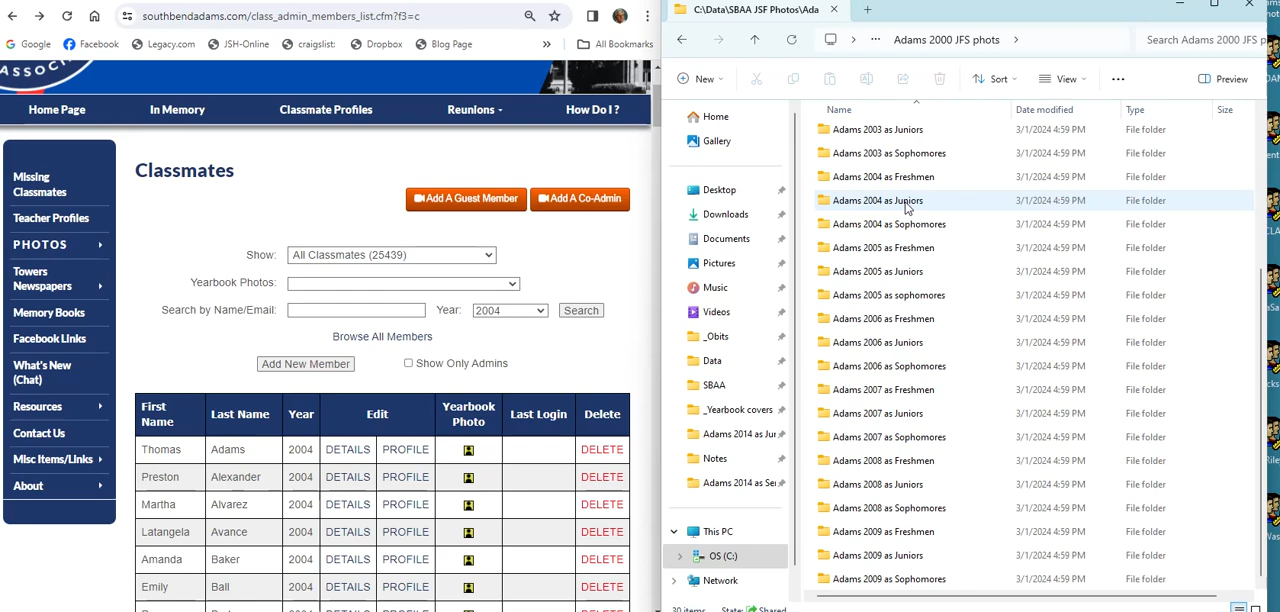 southbendadams.com/class_admin_members_list.cfm?f3=c
Google Facebook Legacy.com JSH-Online craigslist: Dropbox Blog Page » All Bookmarks
ASSOC
Home Page In Memory Classmate Profiles Reunions How Do I ?
Missing
Classmates
Teacher Profiles
PHOTOS
Towers
Newspapers
Memory Books
Facebook Links
What's New
(Chat)
Resources
Contact Us
Misc Items/Links
About
Classmates
Add A Guest Member Add A Co-Admin
Show: All Classmates (25439)
Yearbook Photos:
Search by Name/Email: Year: 2004 Search
Browse All Members
Add New Member Show Only Admins
First Name Last Name Year Edit Yearbook Photo Last Login Delete
Thomas Adams 2004 DETAILS PROFILE DELETE
Preston Alexander 2004 DETAILS PROFILE DELETE
Martha Alvarez 2004 DETAILS PROFILE DELETE
Latangela Avance 2004 DETAILS PROFILE DELETE
Amanda Baker 2004 DETAILS PROFILE DELETE
Emily Ball 2004 DETAILS PROFILE DELETE
C:\Data\SBAA JSF Photos\Ada
Adams 2000 JFS phots Search Adams 2000 JFS p
New Sort View ... Preview
Home
Gallery
Desktop
Downloads
Documents
Pictures
Music
Videos
_Obits
Data
SBAA
_Yearbook covers
Adams 2014 as Jur
Notes
Adams 2014 as Ser
This PC
OS (C:)
Network
Name Date modified Type Size
Adams 2003 as Juniors 3/1/2024 4:59 PM File folder
Adams 2003 as Sophomores 3/1/2024 4:59 PM File folder
Adams 2004 as Freshmen 3/1/2024 4:59 PM File folder
Adams 2004 as Juniors 3/1/2024 4:59 PM File folder
Adams 2004 as Sophomores 3/1/2024 4:59 PM File folder
Adams 2005 as Freshmen 3/1/2024 4:59 PM File folder
Adams 2005 as Juniors 3/1/2024 4:59 PM File folder
Adams 2005 as sophomores 3/1/2024 4:59 PM File folder
Adams 2006 as Freshmen 3/1/2024 4:59 PM File folder
Adams 2006 as Juniors 3/1/2024 4:59 PM File folder
Adams 2006 as Sophomores 3/1/2024 4:59 PM File folder
Adams 2007 as Freshmen 3/1/2024 4:59 PM File folder
Adams 2007 as Juniors 3/1/2024 4:59 PM File folder
Adams 2007 as Sophomores 3/1/2024 4:59 PM File folder
Adams 2008 as Freshmen 3/1/2024 4:59 PM File folder
Adams 2008 as Juniors 3/1/2024 4:59 PM File folder
Adams 2008 as Sophomores 3/1/2024 4:59 PM File folder
Adams 2009 as Freshmen 3/1/2024 4:59 PM File folder
Adams 2009 as Juniors 3/1/2024 4:59 PM File folder
Adams 2009 as Sophomores 3/1/2024 4:59 PM File folder
30 items State: Shared